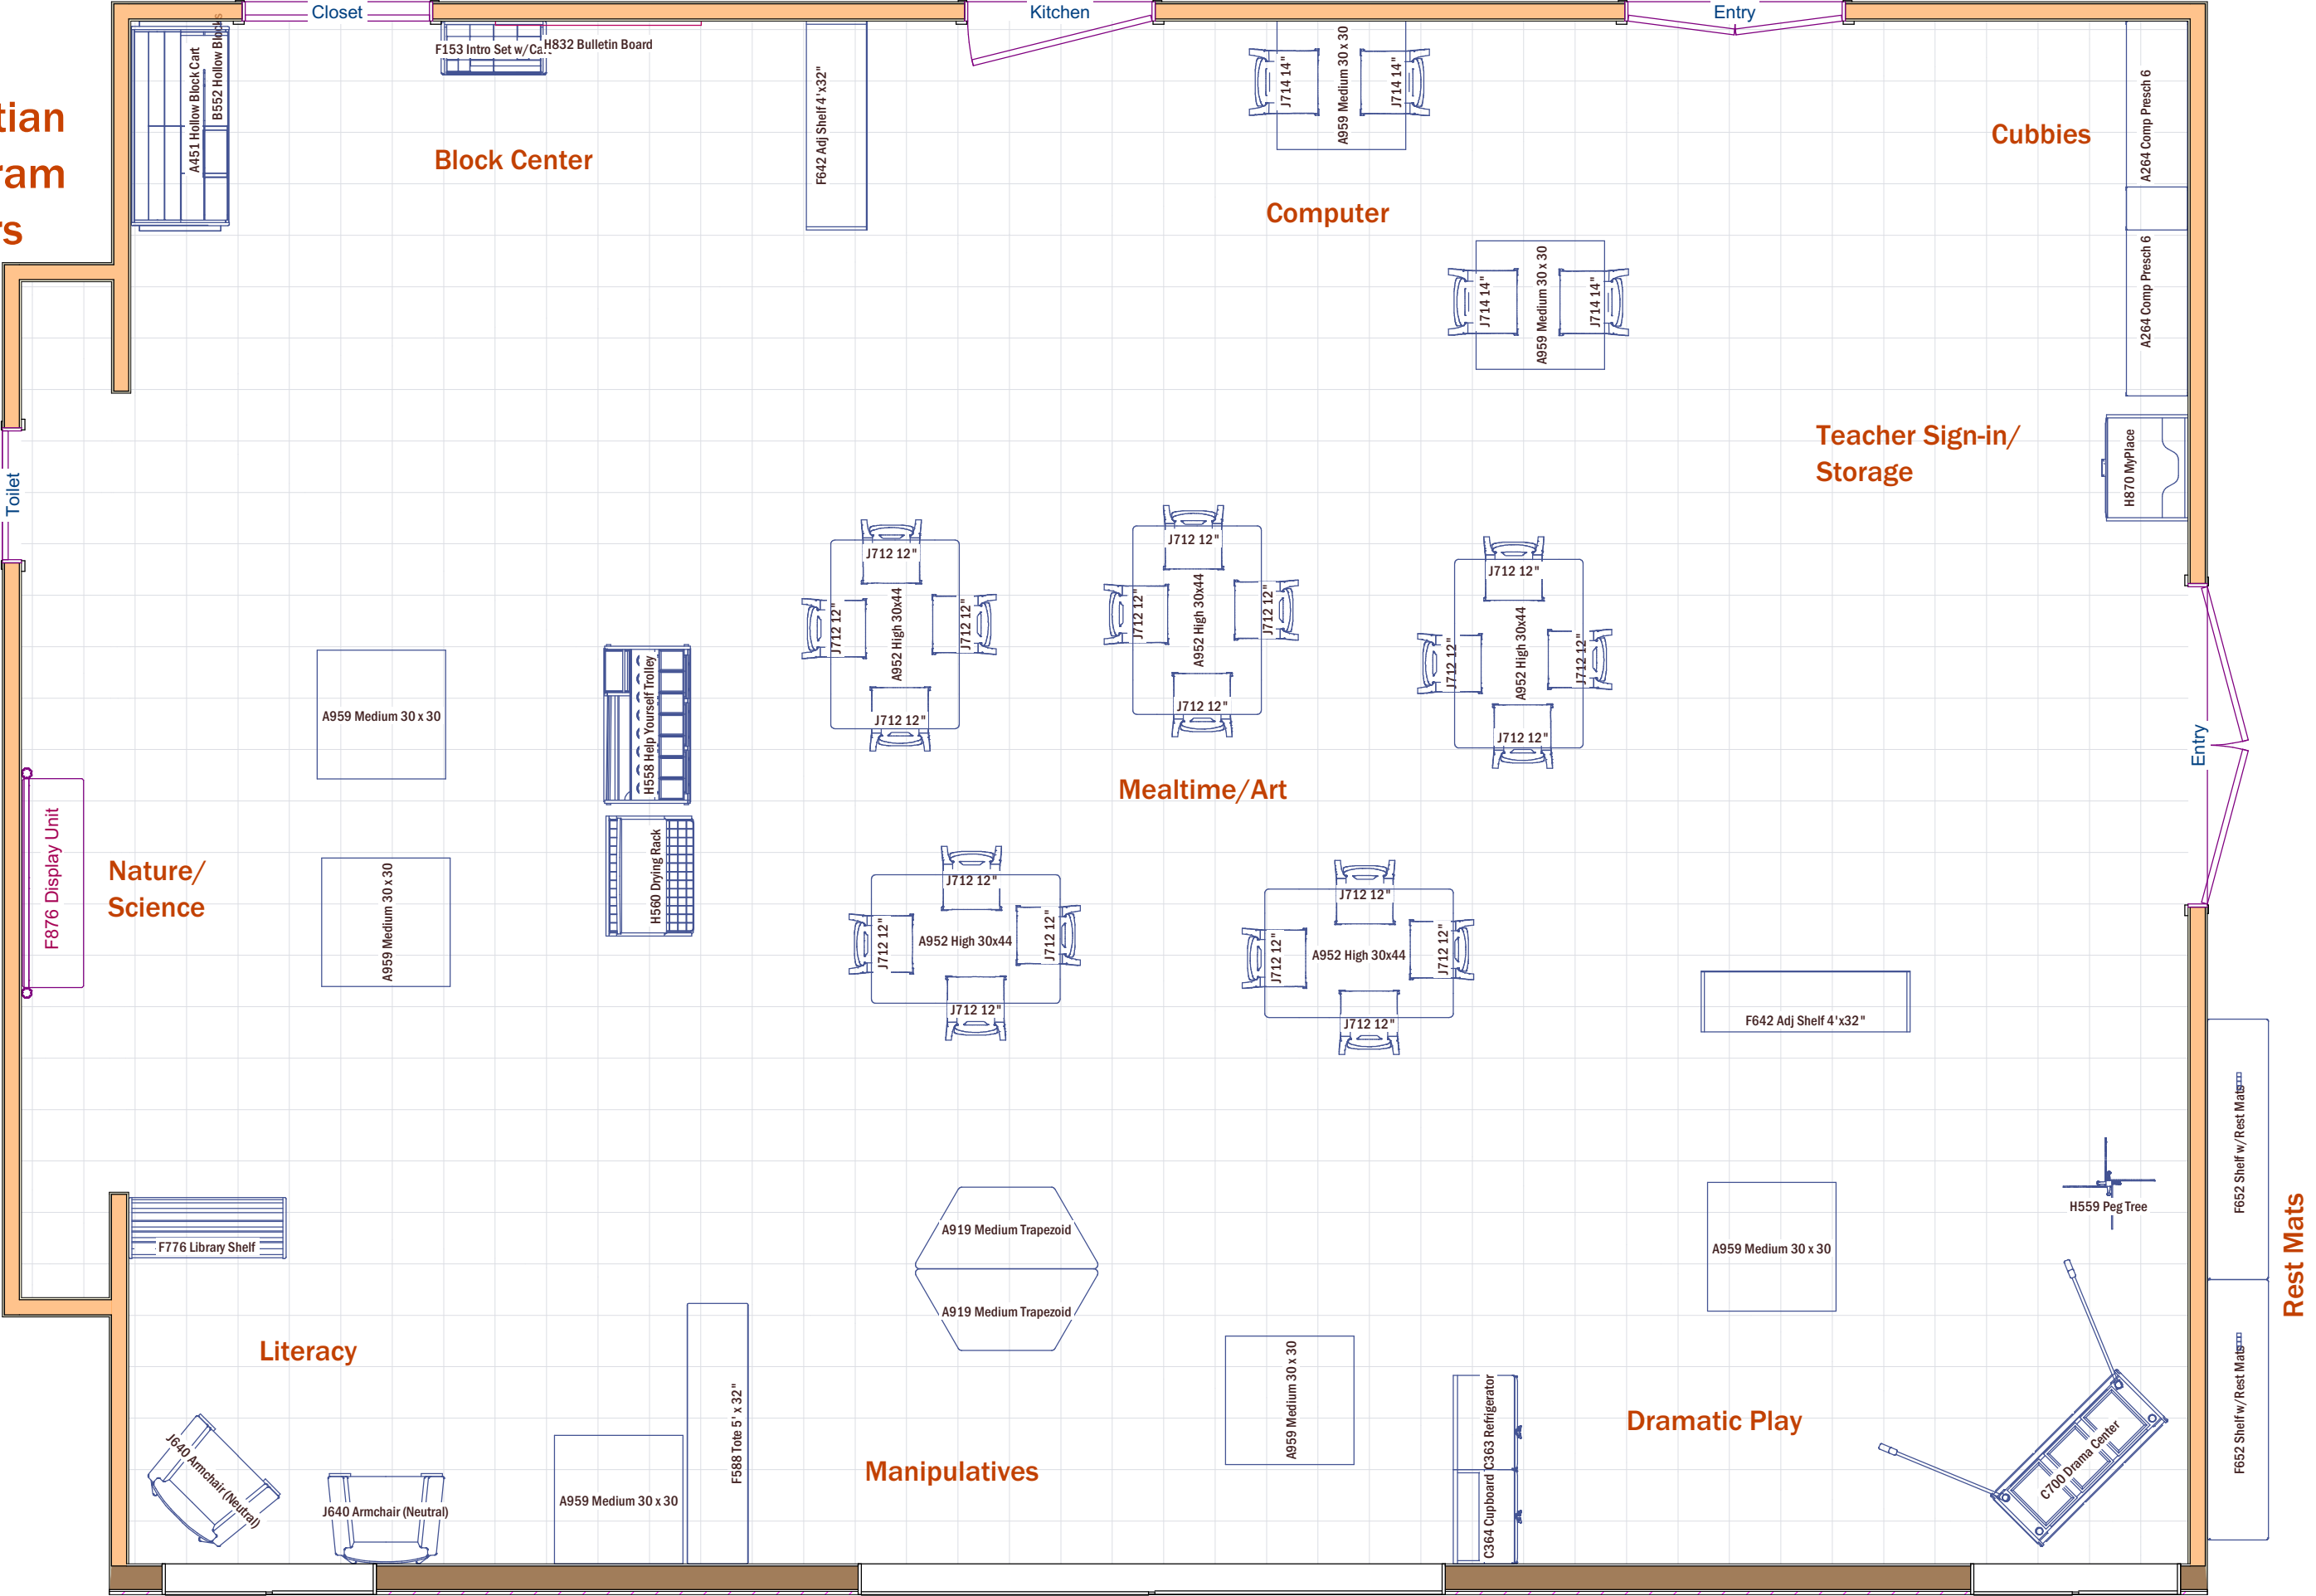 Closet
Kitchen
Entry
tian
ram
rs
A451 Hollow Block Cart
B552 Hollow Blocks
F153 Intro Set w/Ca
H832 Bulletin Board
Block Center
F642 Adj Shelf 4'x32"
J714 14"
A959 Medium 30 x 30
J714 14"
Computer
J714 14"
A959 Medium 30 x 30
J714 14"
Cubbies
A264 Comp Presch 6
A264 Comp Presch 6
Teacher Sign-in/
Storage
H870 MyPlace
Toilet
J712 12"
J712 12"
A952 High 30x44
J712 12"
J712 12"
J712 12"
J712 12"
A952 High 30x44
J712 12"
J712 12"
J712 12"
J712 12"
A952 High 30x44
J712 12"
J712 12"
A959 Medium 30 x 30
H558 Help Yourself Trolley
Entry
Mealtime/Art
F876 Display Unit
Nature/
Science
A959 Medium 30 x 30
H560 Drying Rack
J712 12"
J712 12"
A952 High 30x44
J712 12"
J712 12"
J712 12"
J712 12"
A952 High 30x44
J712 12"
J712 12"
F642 Adj Shelf 4'x32"
F652 Shelf w/Rest Mats
F652 Shelf w/Rest Mats
Rest Mats
H559 Peg Tree
F776 Library Shelf
A919 Medium Trapezoid
A919 Medium Trapezoid
A959 Medium 30 x 30
Literacy
J640 Armchair (Neutral)
J640 Armchair (Neutral)
A959 Medium 30 x 30
F588 Tote 5' x 32"
Manipulatives
A959 Medium 30 x 30
C363 Refrigerator
C364 Cupboard
Dramatic Play
C700 Drama Center